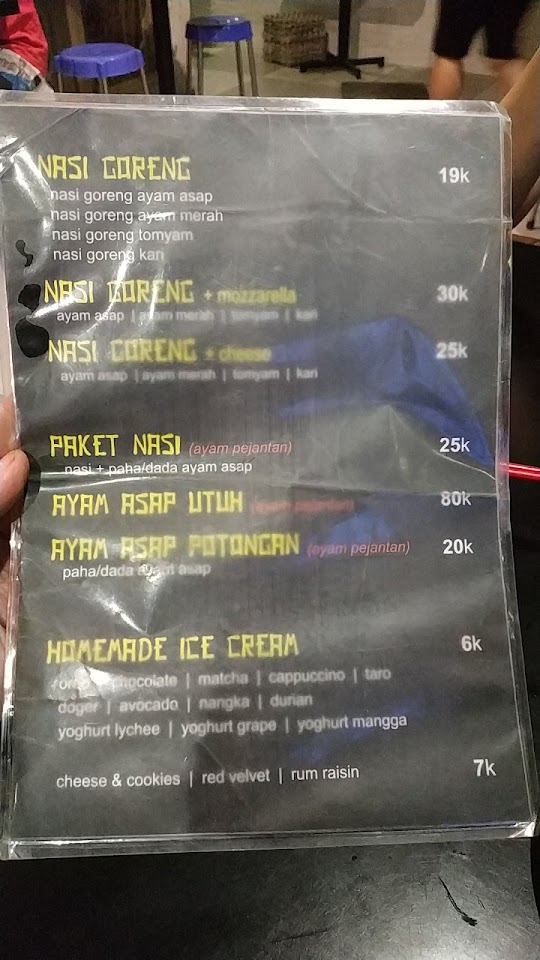 NASI GORENG 19k
nasi goreng ayam asap
nasi goreng ayam merah
nasi goreng tomyam
nasi goreng kari
NASI GORENG + mozzarella 30k
ayam asap | ayam merah | tomyam | kari
NASI GORENG + cheese 25k
ayam asap | ayam merah | tomyam | kari
PAKET NASI (ayam pejantan) 25k
nasi + paha/dada ayam asap
AYAM ASAP UTUH (ayam pejantan) 80k
AYAM ASAP POTONGAN (ayam pejantan) 20k
paha/dada ayam asap
HOMEMADE ICE CREAM 6k
chocolate | matcha | cappuccino | taro
doger | avocado | nangka | durian
yoghurt lychee | yoghurt grape | yoghurt mangga
cheese & cookies | red velvet | rum raisin 7k